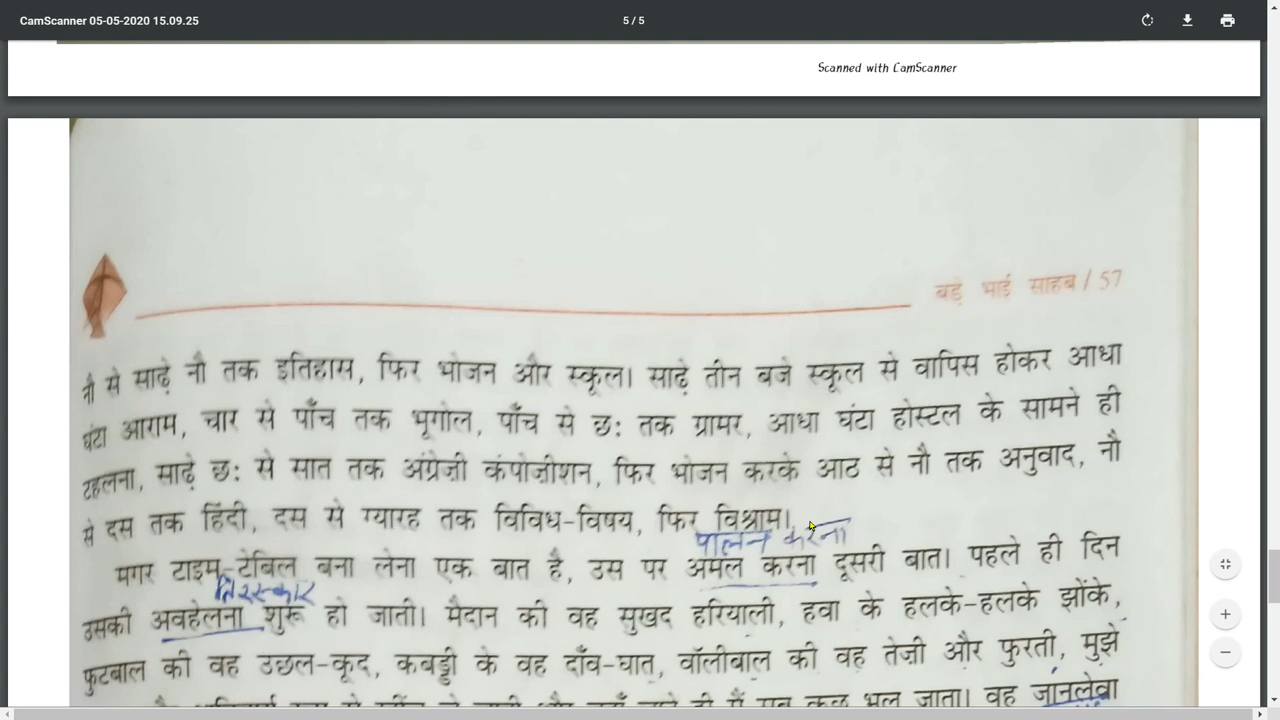 CamScanner 05-05-2020 15.09.25
5 / 5
Scanned with CamScanner
बड़े भाई साहब / 57
नौ से साढ़े नौ तक इतिहास, फिर भोजन और स्कूल। साढ़े तीन बजे स्कूल से वापिस होकर आधा
घंटा आराम, चार से पाँच तक भूगोल, पाँच से छः तक ग्रामर, आधा घंटा होस्टल के सामने ही
टहलना, साढ़े छः से सात तक अंग्रेज़ी कंपोज़ीशन, फिर भोजन करके आठ से नौ तक अनुवाद, नौ
से दस तक हिंदी, दस से ग्यारह तक विविध-विषय, फिर विश्राम।
पालन करना
मगर टाइम-टेबिल बना लेना एक बात है, उस पर अमल करना दूसरी बात। पहले ही दिन
तिरस्कार
उसकी अवहेलना शुरू हो जाती। मैदान की वह सुखद हरियाली, हवा के हलके-हलके झोंके,
फुटबाल की वह उछल-कूद, कबड्डी के वह दाँव-घात, वॉलीबाल की वह तेज़ी और फुरती, मुझे
जाता। वह जानलेवा